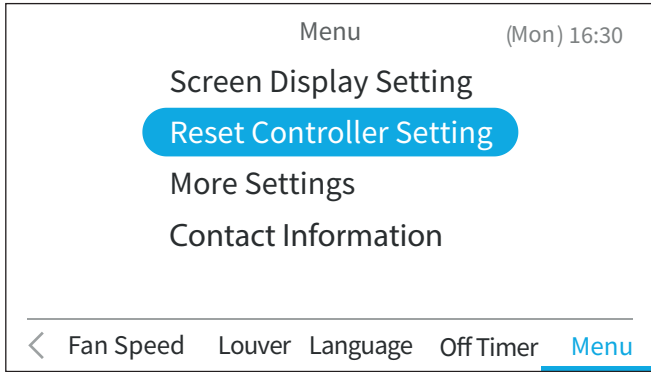 Menu (Mon) 16:30
Screen Display Setting
Reset Controller Setting
More Settings
Contact Information
Fan Speed Louver Language Off Timer Menu